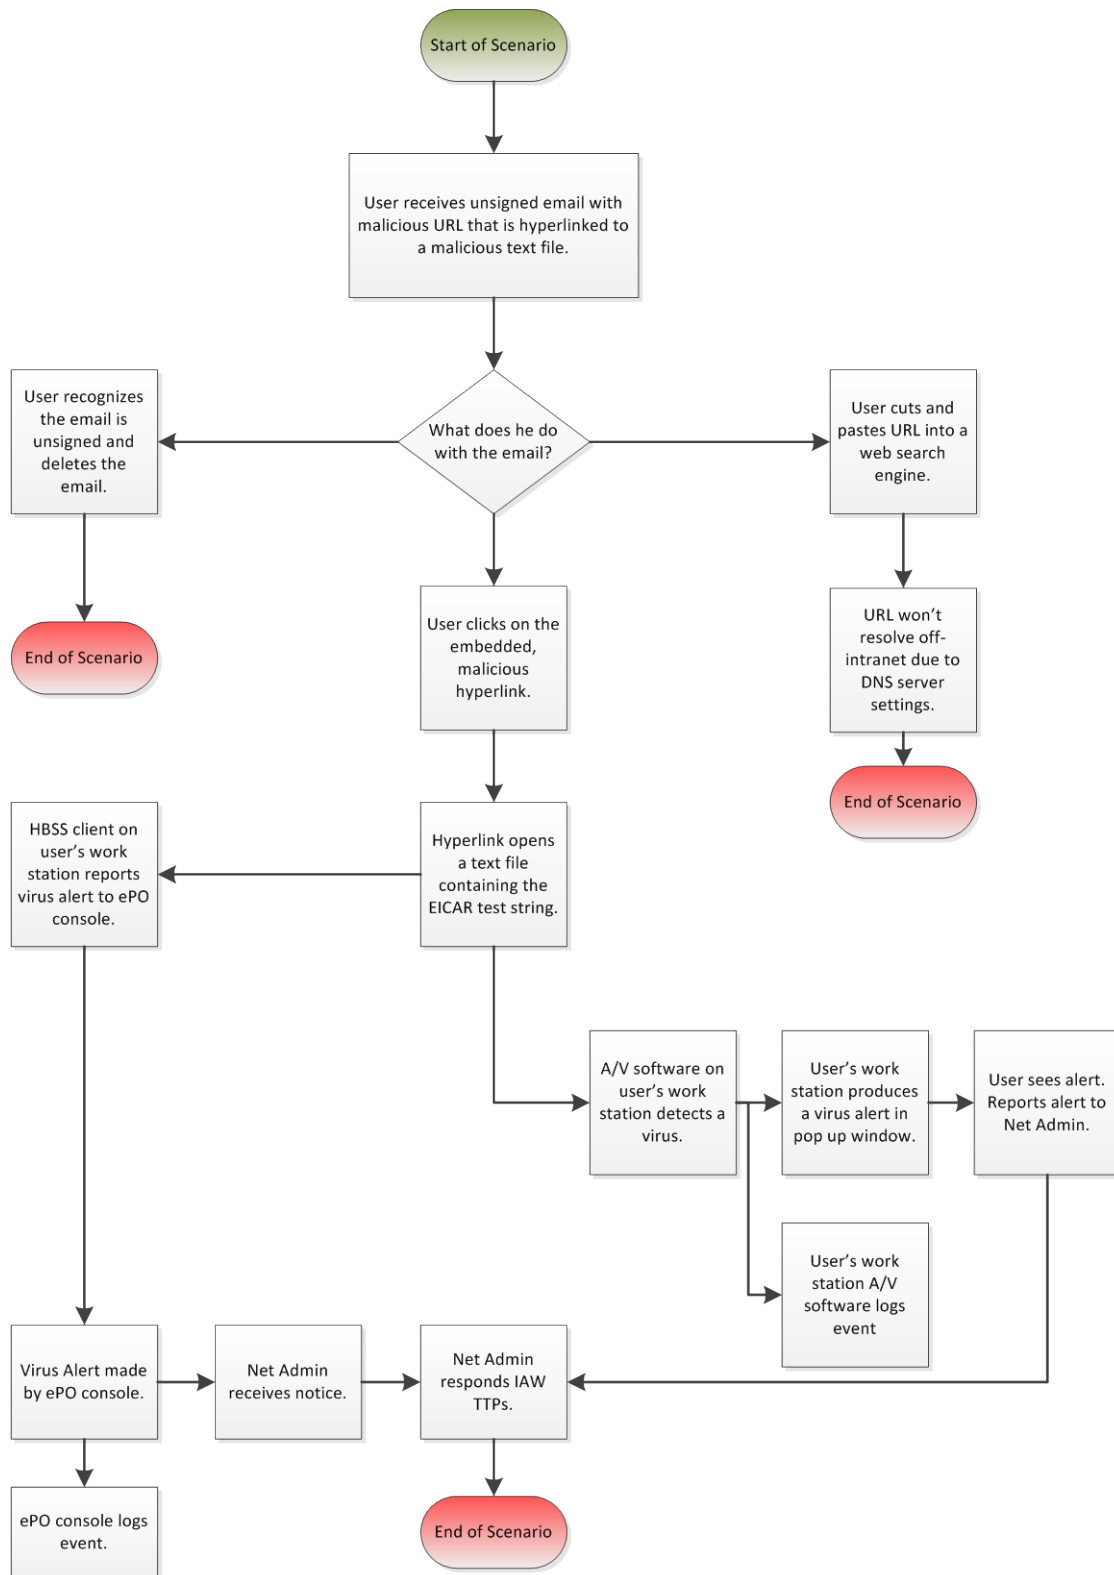 Start of Scenario
User receives unsigned email with
malicious URL that is hyperlinked to
a malicious text file.
User recognizes
the email is
unsigned and
deletes the
email.
What does he do
with the email?
User cuts and
pastes URL into a
web search
engine.
End of Scenario
User clicks on the
embedded,
malicious
hyperlink.
URL won’t
resolve off-
intranet due to
DNS server
settings.
End of Scenario
HBSS client on
user’s work
station reports
virus alert to ePO
console.
Hyperlink opens
a text file
containing the
EICAR test string.
A/V software on
user’s work
station detects a
virus.
User’s work
station produces
a virus alert in
pop up window.
User sees alert.
Reports alert to
Net Admin.
User’s work
station A/V
software logs
event
Virus Alert made
by ePO console.
Net Admin
receives notice.
Net Admin
responds IAW
TTPs.
ePO console logs
event.
End of Scenario